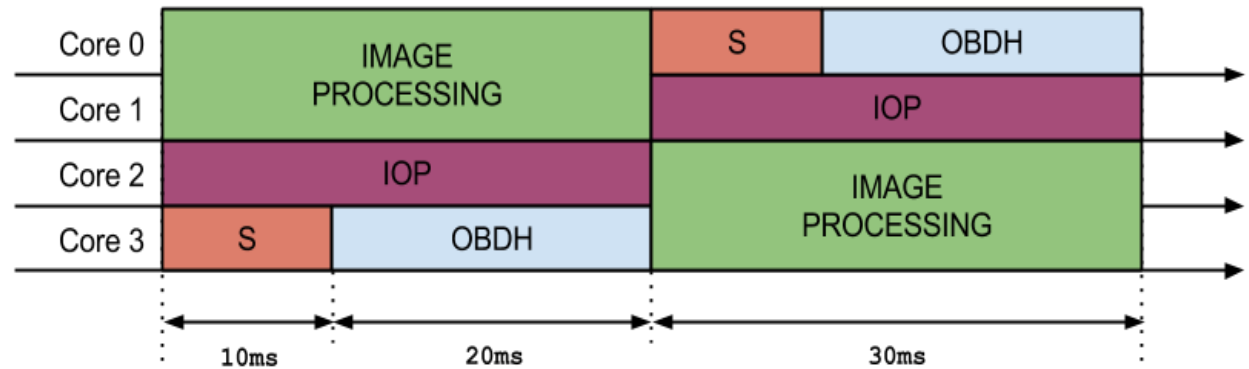 Core 0
IMAGE
PROCESSING
S
OBDH
Core 1
IOP
Core 2
IOP
IMAGE
PROCESSING
Core 3
S
OBDH
10ms
20ms
30ms